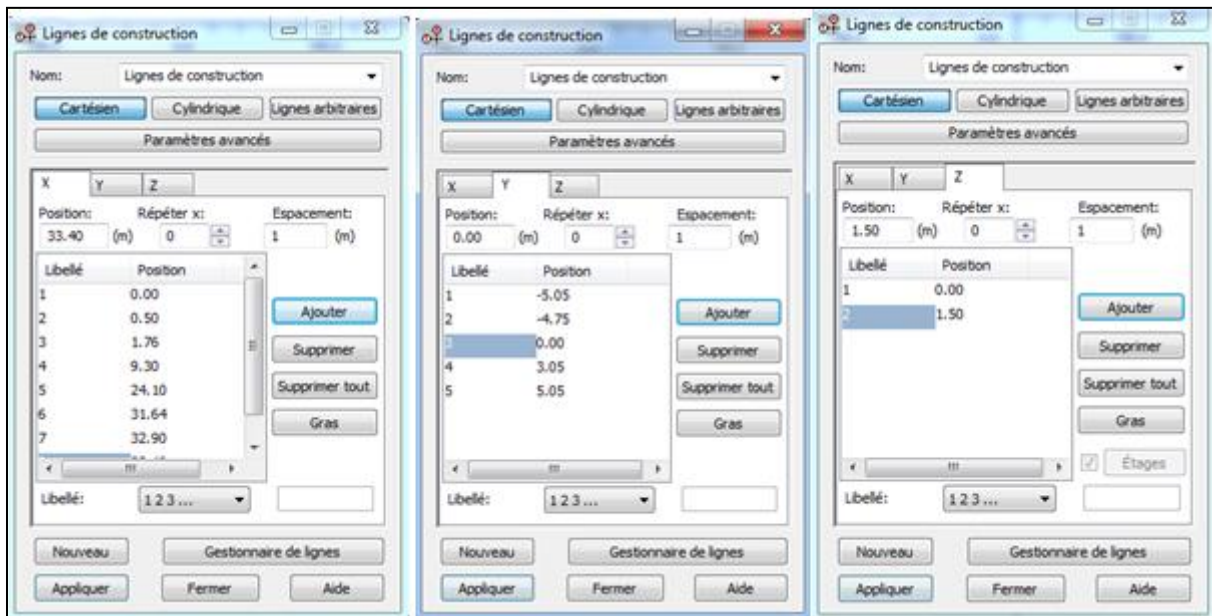 Lignes de construction
Nom: Lignes de construction
Cartésien Cylindrique Lignes arbitraires
Paramètres avancés
X Y Z
Position: Répéter x: Espacement:
33.40 (m) 0 1 (m)
Libellé Position
1 0.00
2 0.50
3 1.76
4 9.30
5 24.10
6 31.64
7 32.90
Ajouter
Supprimer
Supprimer tout
Gras
Libellé: 1 2 3 ...
Nouveau Gestionnaire de lignes
Appliquer Fermer Aide
Lignes de construction
Nom: Lignes de construction
Cartésien Cylindrique Lignes arbitraires
Paramètres avancés
X Y Z
Position: Répéter x: Espacement:
0.00 (m) 0 1 (m)
Libellé Position
1 -5.05
2 -4.75
3 0.00
4 3.05
5 5.05
Ajouter
Supprimer
Supprimer tout
Gras
Libellé: 1 2 3 ...
Nouveau Gestionnaire de lignes
Appliquer Fermer Aide
Lignes de construction
Nom: Lignes de construction
Cartésien Cylindrique Lignes arbitraires
Paramètres avancés
X Y Z
Position: Répéter x: Espacement:
1.50 (m) 0 1 (m)
Libellé Position
1 0.00
2 1.50
Ajouter
Supprimer
Supprimer tout
Gras
Étages
Libellé: 1 2 3 ...
Nouveau Gestionnaire de lignes
Appliquer Fermer Aide